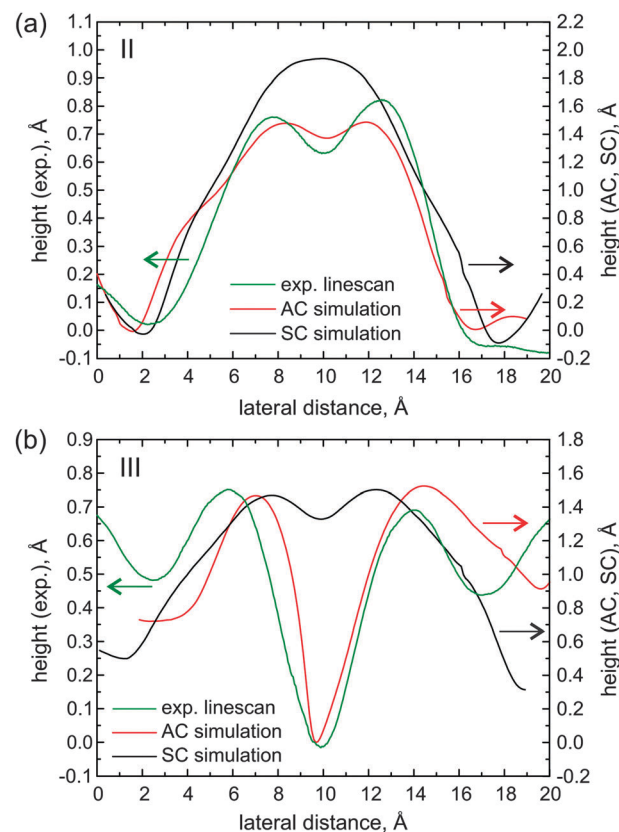 (a)
II
1.1
1.0
0.9
0.8
0.7
0.6
0.5
0.4
0.3
0.2
0.1
0.0
-0.1
height (exp.), Å
2.2
2.0
1.8
1.6
1.4
1.2
1.0
0.8
0.6
0.4
0.2
0.0
-0.2
height (AC, SC), Å
exp. linescan
AC simulation
SC simulation
0 2 4 6 8 10 12 14 16 18 20
lateral distance, Å
(b)
III
0.9
0.8
0.7
0.6
0.5
0.4
0.3
0.2
0.1
0.0
-0.1
height (exp.), Å
1.8
1.6
1.4
1.2
1.0
0.8
0.6
0.4
0.2
0.0
-0.2
height (AC, SC), Å
exp. linescan
AC simulation
SC simulation
0 2 4 6 8 10 12 14 16 18 20
lateral distance, Å